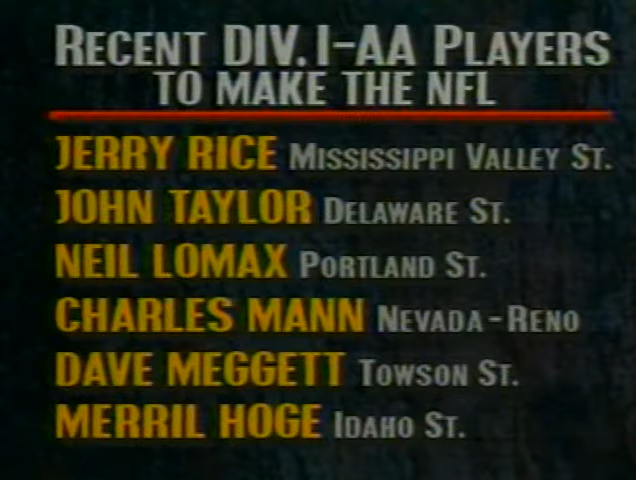 RECENT DIV. I-AA PLAYERS
TO MAKE THE NFL
JERRY RICE MISSISSIPPI VALLEY ST.
JOHN TAYLOR DELAWARE ST.
NEIL LOMAX PORTLAND ST.
CHARLES MANN NEVADA-RENO
DAVE MEGGETT TOWSON ST.
MERRIL HOGE IDAHO ST.